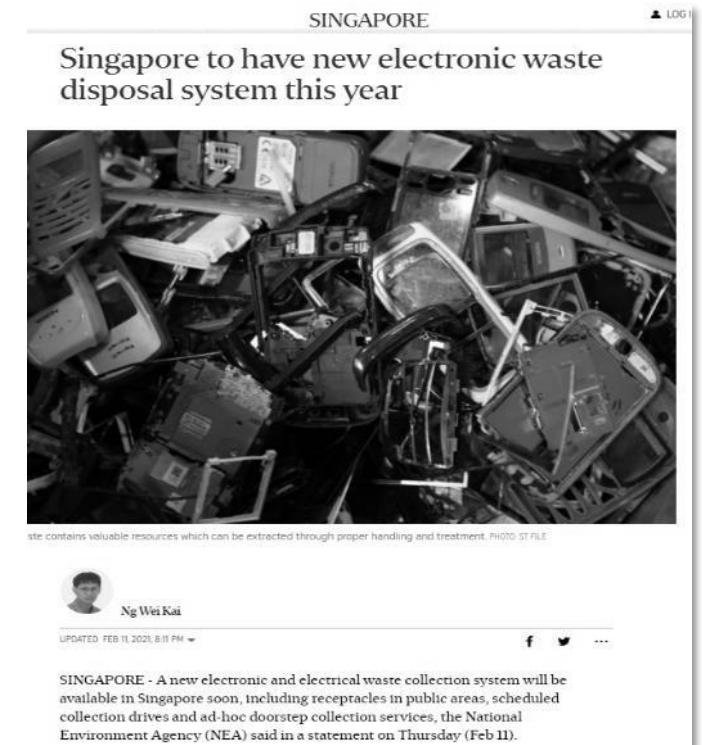 SINGAPORE
LOG I
Singapore to have new electronic waste
disposal system this year
ste contains valuable resources which can be extracted through proper handling and treatment. PHOTO: ST FILE
Ng Wei Kai
UPDATED FEB 11, 2021, 8:11 PM
SINGAPORE - A new electronic and electrical waste collection system will be
available in Singapore soon, including receptacles in public areas, scheduled
collection drives and ad-hoc doorstep collection services, the National
Environment Agency (NEA) said in a statement on Thursday (Feb 11).